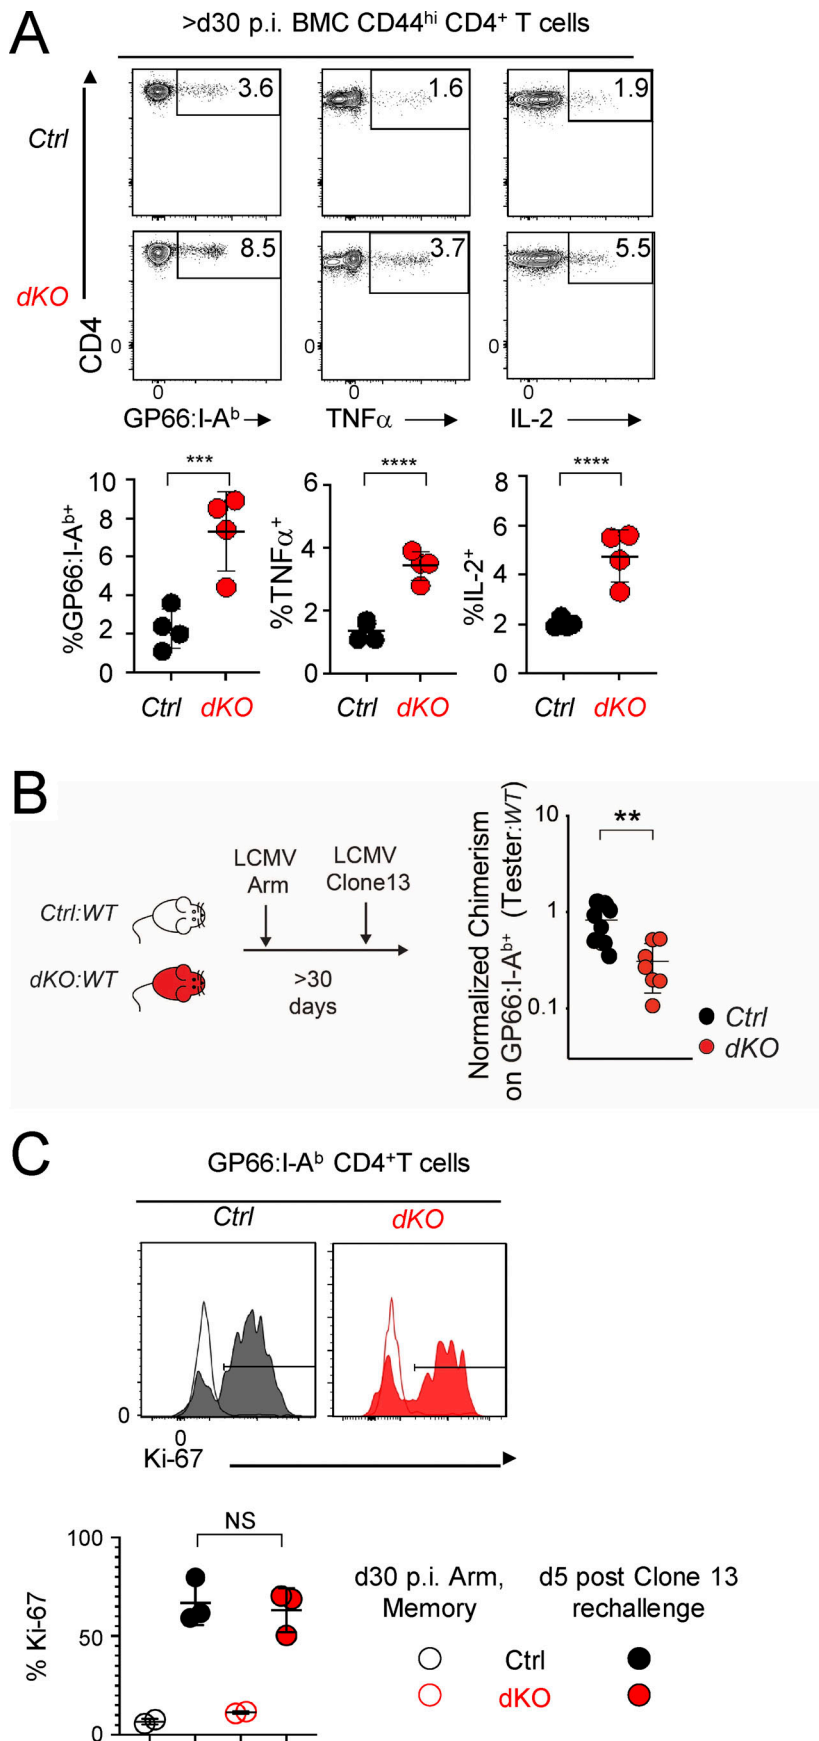 A
>d30 p.i. BMC CD44hi CD4+ T cells
Ctrl
3.6
1.6
1.9
dKO
8.5
3.7
5.5
CD4
0
0
0
0
0
0
GP66:I-Ab
TNFα
IL-2
%GP66:I-Ab+
10
8
6
4
2
0
***
Ctrl
dKO
%TNFα+
6
4
2
0
****
Ctrl
dKO
%IL-2+
8
6
4
2
0
****
Ctrl
dKO
B
Ctrl:WT
dKO:WT
LCMV
Arm
LCMV
Clone13
>30
days
Normalized Chimerism
on GP66:I-Ab+ (Tester:WT)
10
1
0.1
**
Ctrl
dKO
C
GP66:I-Ab CD4+T cells
Ctrl
dKO
0
0
Ki-67
% Ki-67
100
50
0
NS
d30 p.i. Arm,
Memory
d5 post Clone 13
rechallenge
Ctrl
dKO